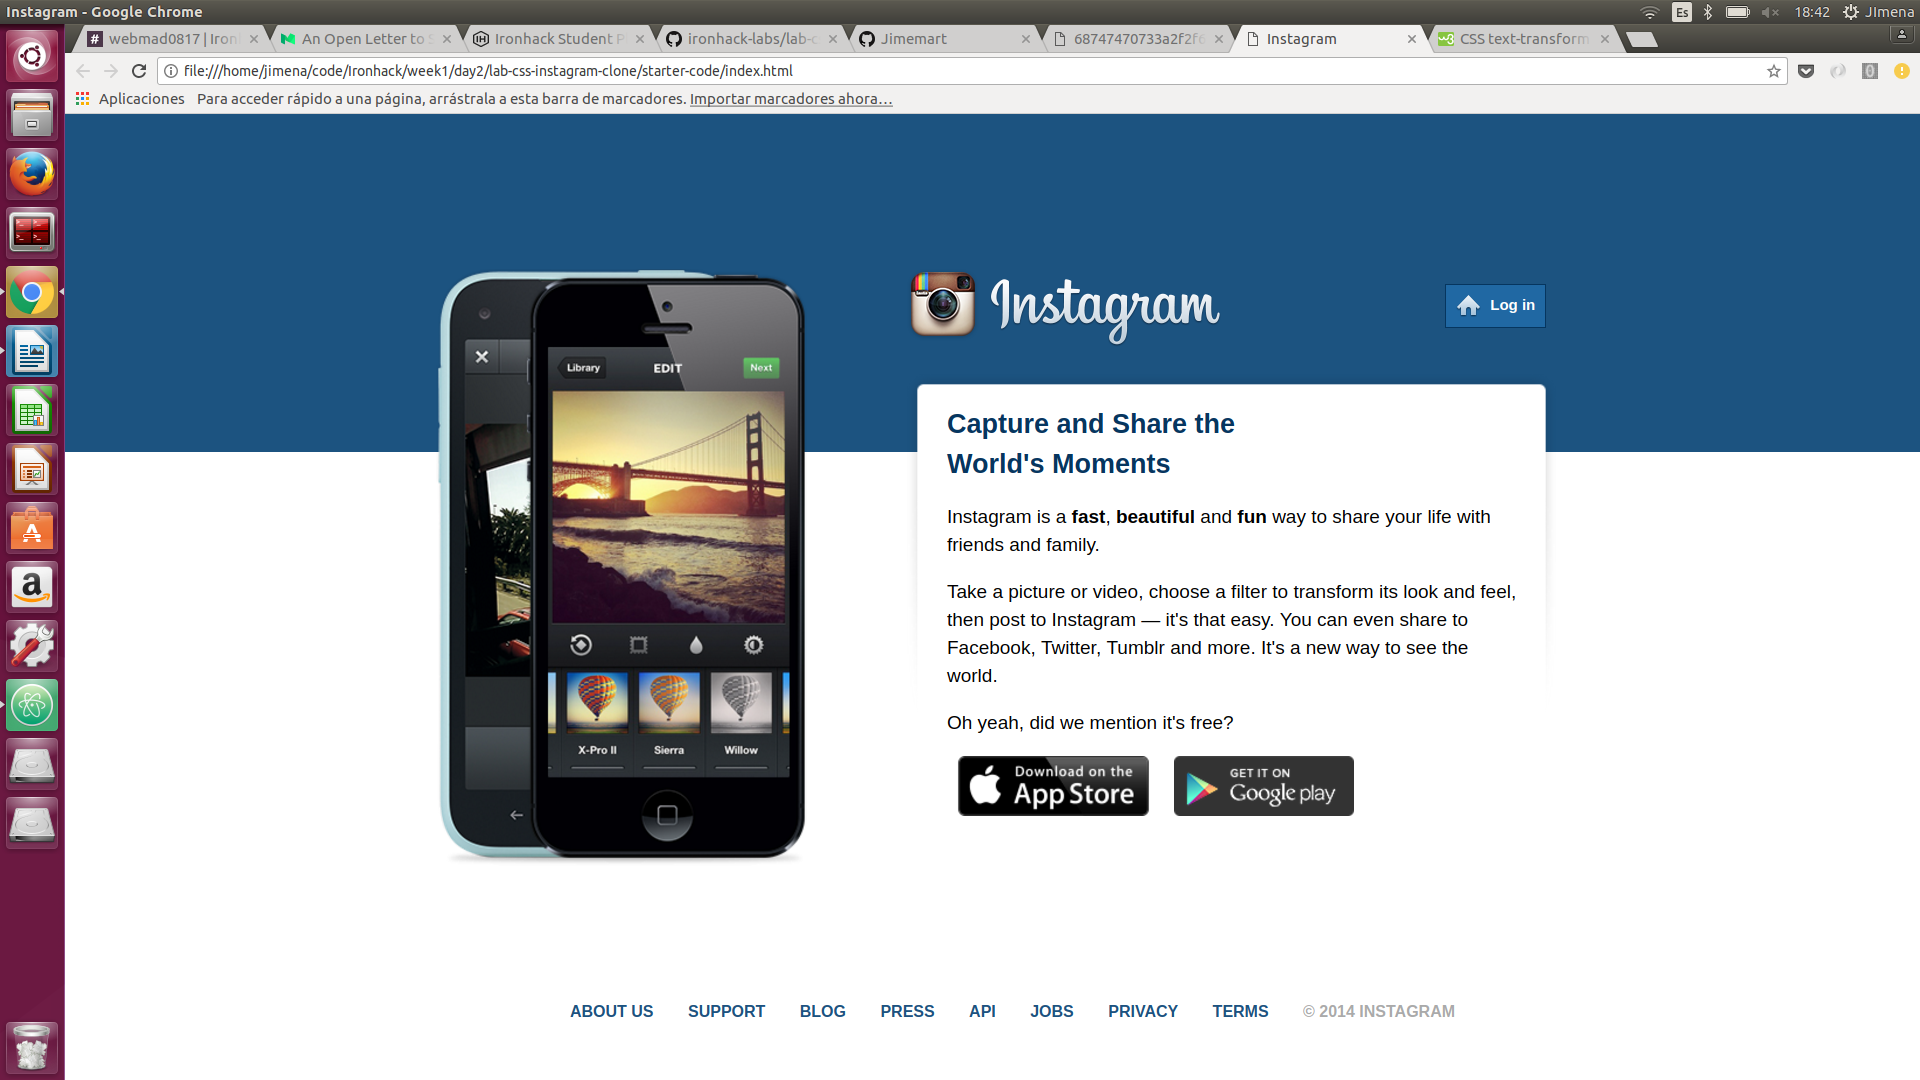 Instagram - Google Chrome
Es
18:42
JImena
webmad0817 | Iron
An Open Letter to S
Ironhack Student P
ironhack-labs/lab-c
Jimemart
68747470733a2f2f6
Instagram
CSS text-transform
file:///home/jimena/code/Ironhack/week1/day2/lab-css-instagram-clone/starter-code/index.html
Aplicaciones
Para acceder rápido a una página, arrástrala a esta barra de marcadores. Importar marcadores ahora...
Instagram
Log in
Library
EDIT
Next
X-Pro II
Sierra
Willow
Capture and Share the
World's Moments
Instagram is a fast, beautiful and fun way to share your life with
friends and family.
Take a picture or video, choose a filter to transform its look and feel,
then post to Instagram — it's that easy. You can even share to
Facebook, Twitter, Tumblr and more. It's a new way to see the
world.
Oh yeah, did we mention it's free?
Download on the
App Store
GET IT ON
Google play
ABOUT US
SUPPORT
BLOG
PRESS
API
JOBS
PRIVACY
TERMS
© 2014 INSTAGRAM